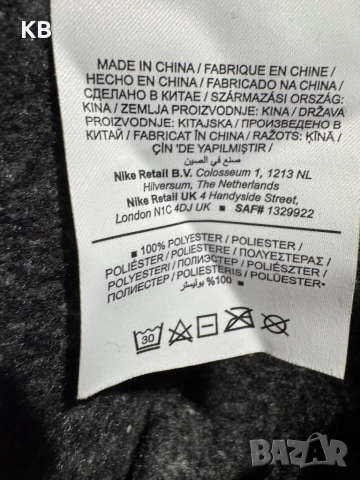 KB
MADE IN CHINA / FABRIQUE EN CHINE /
HECHO EN CHINA / FABRICADO NA CHINA /
СДЕЛАНО В КИТАЕ / SZÁRMAZÁSI ORSZÁG:
KÍNA / ZEMLJA PROIZVODNJE: KINA / DRŽAVA
PROIZVODNJE: KITAJSKA / ПРОИЗВЕДЕНО В
КИТАЙ / FABRICAT ÎN CHINA / RAŽOTS: ĶĪNĀ /
ÇİN 'DE YAPILMIŞTIR /
صنع في الصين
Nike Retail B.V. Colosseum 1, 1213 NL
Hilversum, The Netherlands
Nike Retail UK 4 Handyside Street,
London N1C 4DJ UK ■ SAF# 1329922
■ 100% POLYESTER / POLIESTER /
POLIÉSTER / POLIESTERE / ΠΟΛΥΕΣΤΕΡΑΣ /
POLYESTERI / ПОЛИЭСТЕР / POLIÉSZTER /
ПОЛИЕСТЕР / POLIESTERIS / POLÜESTER■
100% بوليستر
30
BAZAR